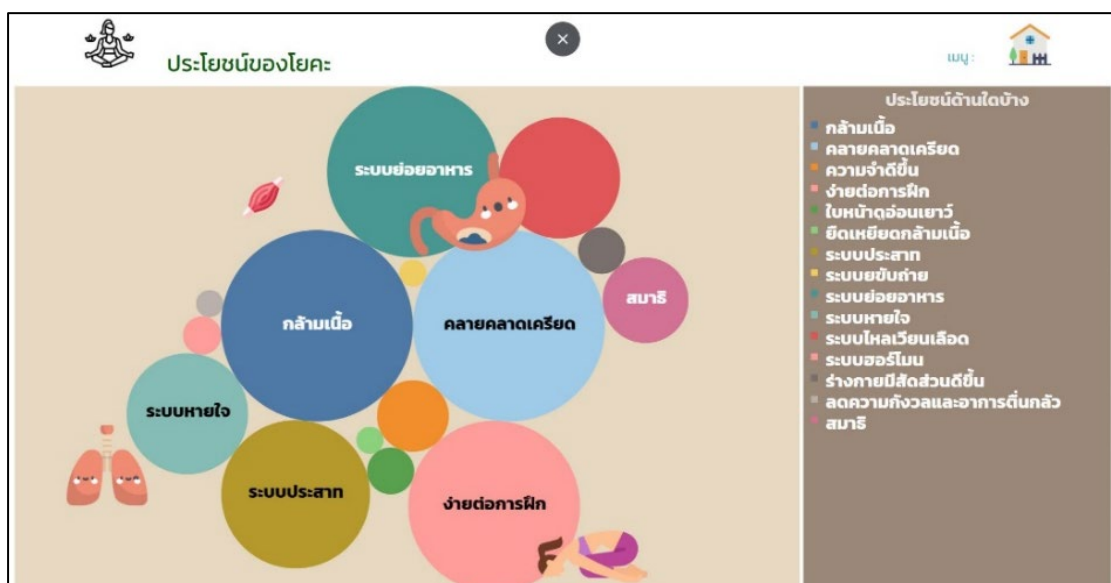 ประโยชน์ของโยคะ
เมนู :
ระบบย่อยอาหาร
สมาธิ
กล้ามเนื้อ
คลายคลาดเครียด
ระบบหายใจ
ระบบประสาท
ง่ายต่อการฝึก
ประโยชน์ด้านใดบ้าง
กล้ามเนื้อ
คลายคลาดเครียด
ความจำดีขึ้น
ง่ายต่อการฝึก
ใบหน้าดูอ่อนเยาว์
ยืดเหยียดกล้ามเนื้อ
ระบบประสาท
ระบบยขับถ่าย
ระบบย่อยอาหาร
ระบบหายใจ
ระบบไหลเวียนเลือด
ระบบฮอร์โมน
ร่างกายมีสัดส่วนดีขึ้น
ลดความกังวลและอาการตื่นกลัว
สมาธิ